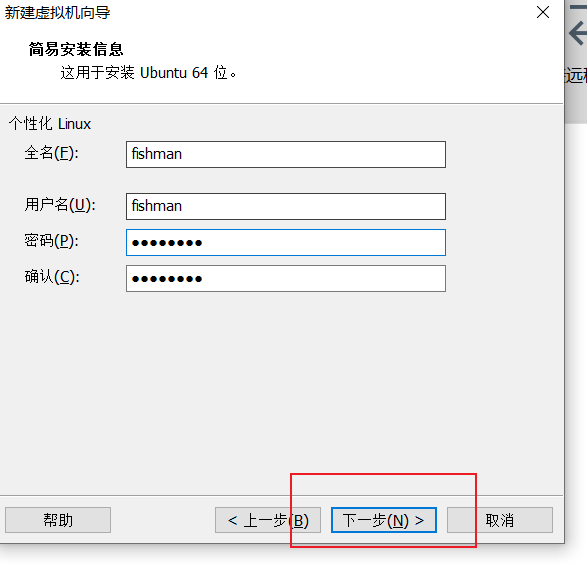 新建虚拟机向导
简易安装信息
这用于安装 Ubuntu 64 位。
个性化 Linux
全名(F): fishman
用户名(U): fishman
密码(P): ●●●●●●●●
确认(C): ●●●●●●●●
帮助 < 上一步(B) 下一步(N) > 取消